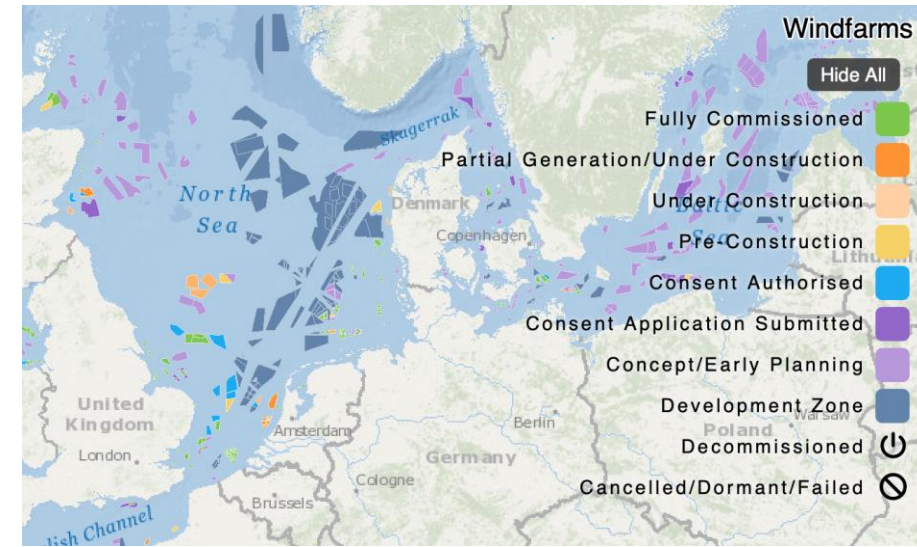 Windfarms
Hide All
Fully Commissioned
Partial Generation/Under Construction
Under Construction
Pre-Construction
Consent Authorised
Consent Application Submitted
Concept/Early Planning
Development Zone
Decommissioned
Cancelled/Dormant/Failed
Skagerrak
North
Sea
Denmark
Copenhagen
Baltic
Sea
United
Kingdom
London
Amsterdam
Berlin
Warsaw
Poland
Germany
Cologne
Brussels
lish Channel